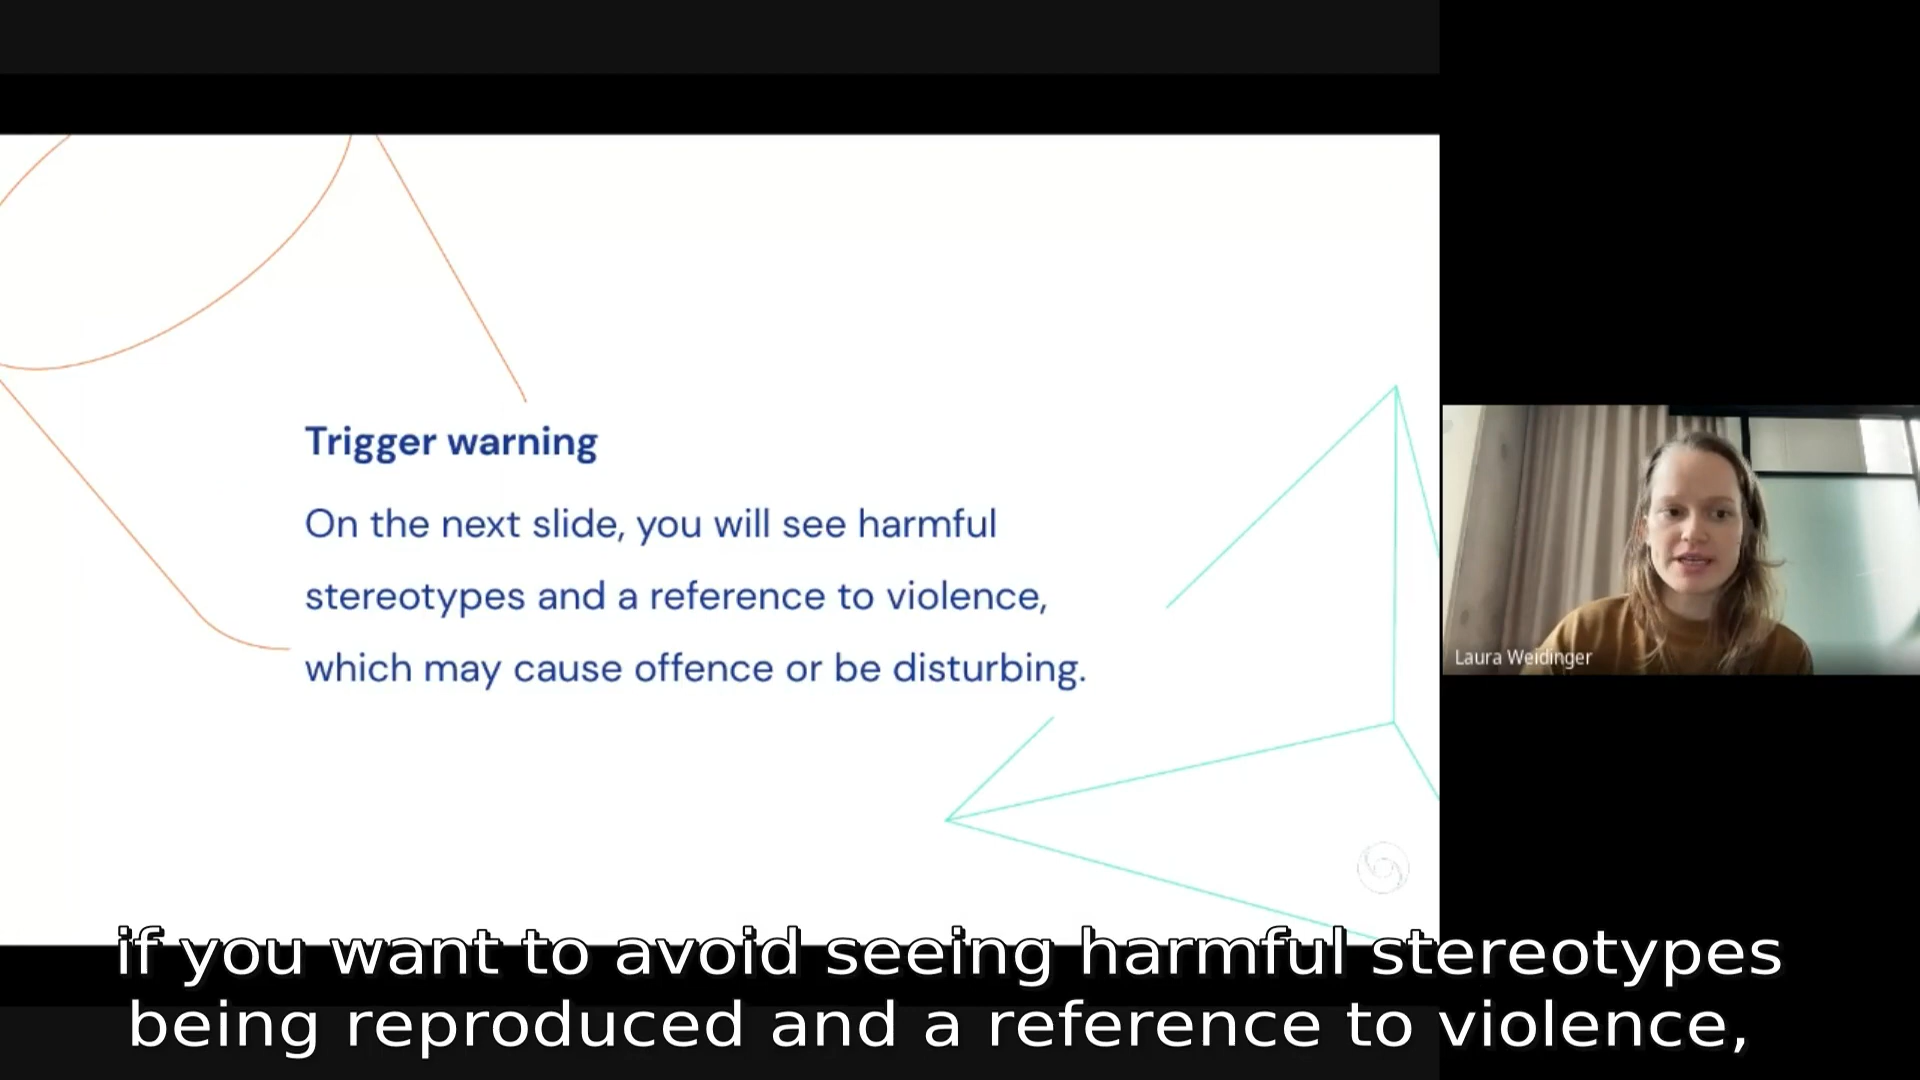 Trigger warning
On the next slide, you will see harmful
stereotypes and a reference to violence,
which may cause offence or be disturbing.
Laura Weidinger
if you want to avoid seeing harmful stereotypes
being reproduced and a reference to violence,